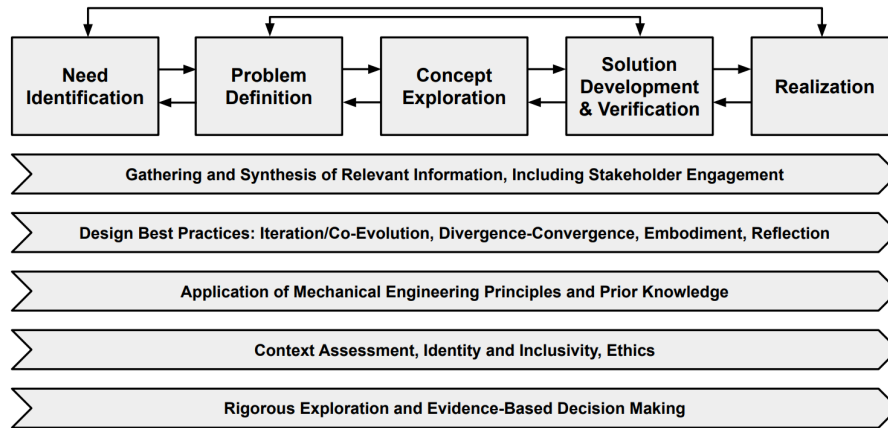 Need
Identification
Problem
Definition
Concept
Exploration
Solution
Development
& Verification
Realization
Gathering and Synthesis of Relevant Information, Including Stakeholder Engagement
Design Best Practices: Iteration/Co-Evolution, Divergence-Convergence, Embodiment, Reflection
Application of Mechanical Engineering Principles and Prior Knowledge
Context Assessment, Identity and Inclusivity, Ethics
Rigorous Exploration and Evidence-Based Decision Making